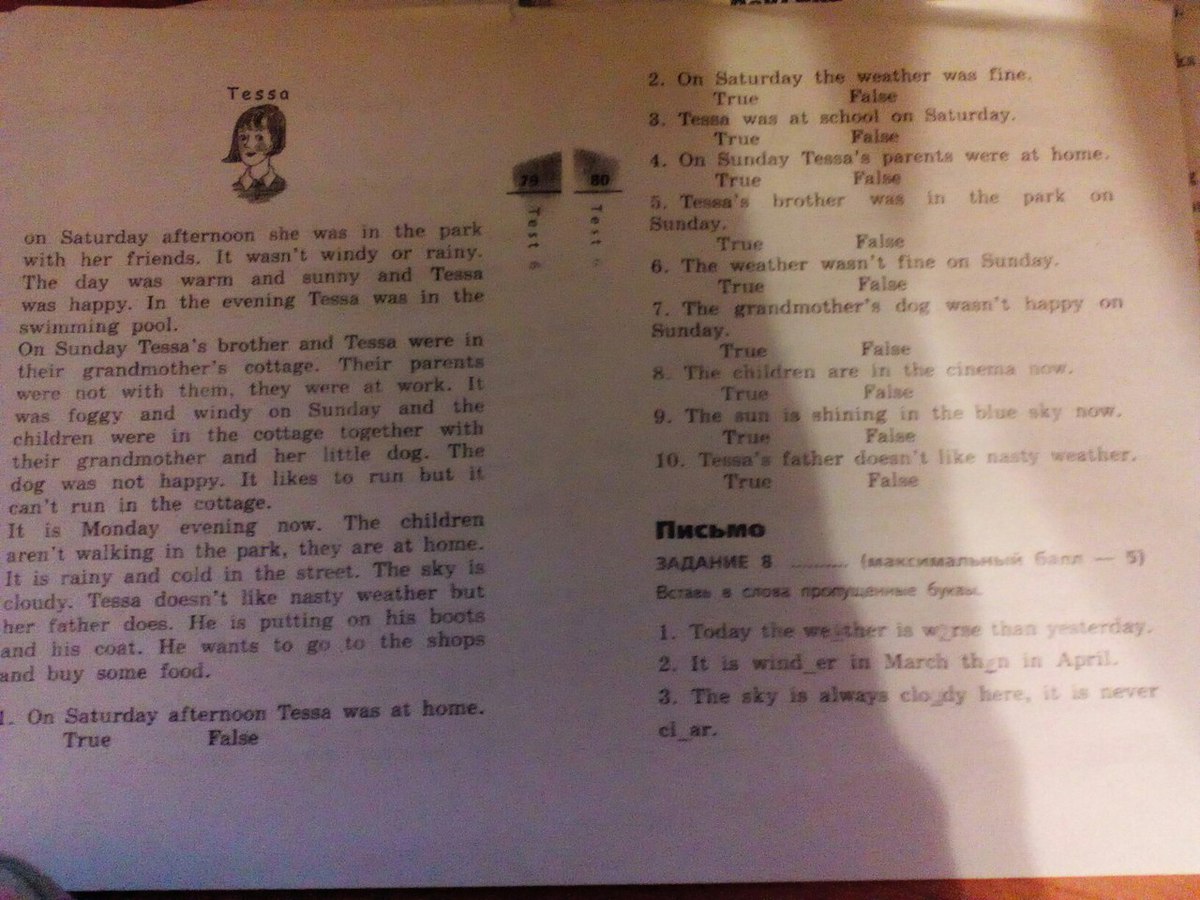 Tessa
on Saturday afternoon she was in the park
with her friends. It wasn't windy or rainy.
The day was warm and sunny and Tessa
was happy. In the evening Tessa was in the
swimming pool.
On Sunday Tessa's brother and Tessa were in
their grandmother's cottage. Their parents
were not with them, they were at work. It
was foggy and windy on Sunday and the
children were in the cottage together with
their grandmother and her little dog. The
dog was not happy. It likes to run but it
can't run in the cottage.
It is Monday evening now. The children
aren't walking in the park, they are at home.
It is rainy and cold in the street. The sky is
cloudy. Tessa doesn't like nasty weather but
her father does. He is putting on his boots
and his coat. He wants to go to the shops
and buy some food.
1. On Saturday afternoon Tessa was at home.
True False
79
Test 6
80
Test
2. On Saturday the weather was fine.
True False
3. Tessa was at school on Saturday.
True False
4. On Sunday Tessa's parents were at home.
True False
5. Tessa's brother was in the park on
Sunday.
True False
6. The weather wasn't fine on Sunday.
True False
7. The grandmother's dog wasn't happy on
Sunday.
True False
8. The children are in the cinema now.
True False
9. The sun is shining in the blue sky now.
True False
10. Tessa's father doesn't like nasty weather.
True False
Письмо
ЗАДАНИЕ 8 .......... (максимальный балл — 5)
Вставь в слова пропущенные буквы.
1. Today the we_ther is w_rse than yesterday.
2. It is wind_er in March th_n in April.
3. The sky is always clo_dy here, it is never
cl_ar.